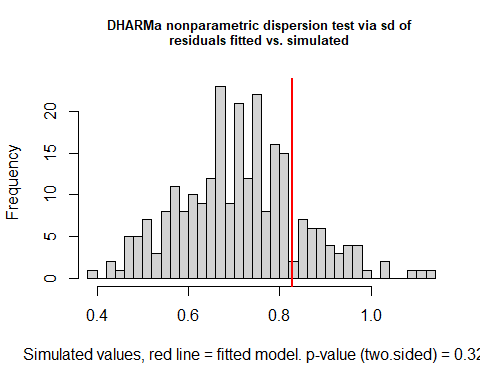 DHARMa nonparametric dispersion test via sd of
residuals fitted vs. simulated
Frequency
20
15
10
5
0
0.4 0.6 0.8 1.0
Simulated values, red line = fitted model. p-value (two.sided) = 0.32